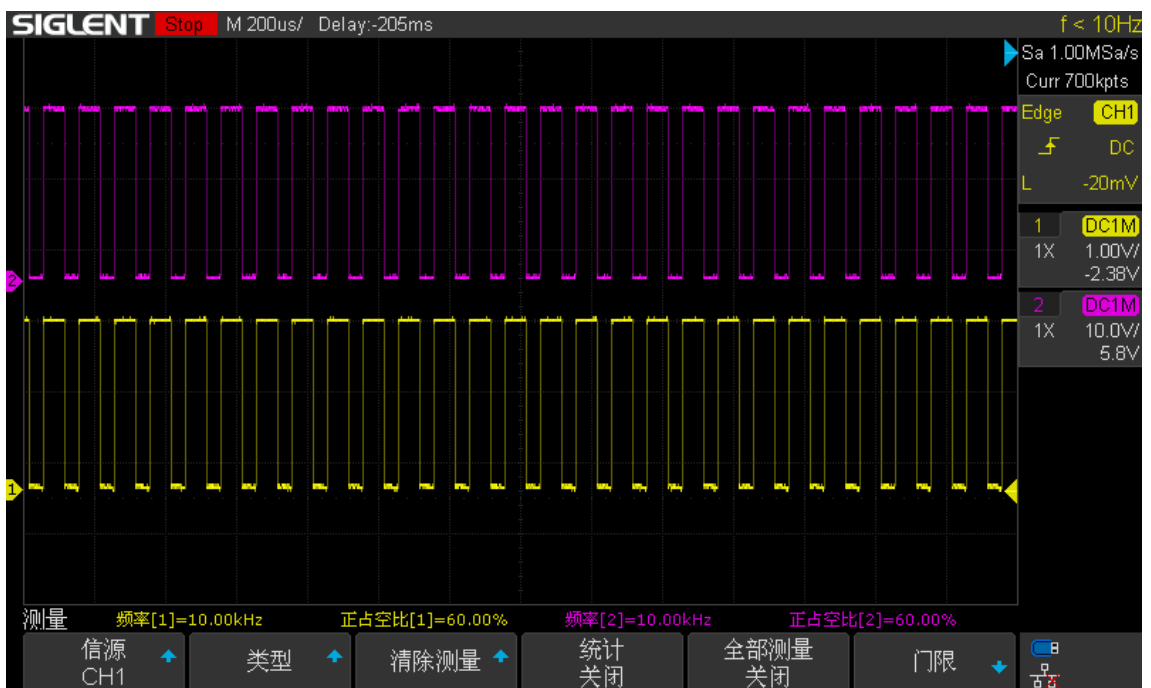 SIGLENT Stop M 200us/ Delay:-205ms f < 10Hz
Sa 1.00MSa/s
Curr 700kpts
Edge CH1
DC
L -20mV
1 DC1M
1X 1.00V/
-2.38V
2 DC1M
1X 10.0V/
5.8V
2
1
测量 频率[1]=10.00kHz 正占空比[1]=60.00% 频率[2]=10.00kHz 正占空比[2]=60.00%
信源 类型 清除测量 统计 全部测量 门限
CH1 关闭 关闭